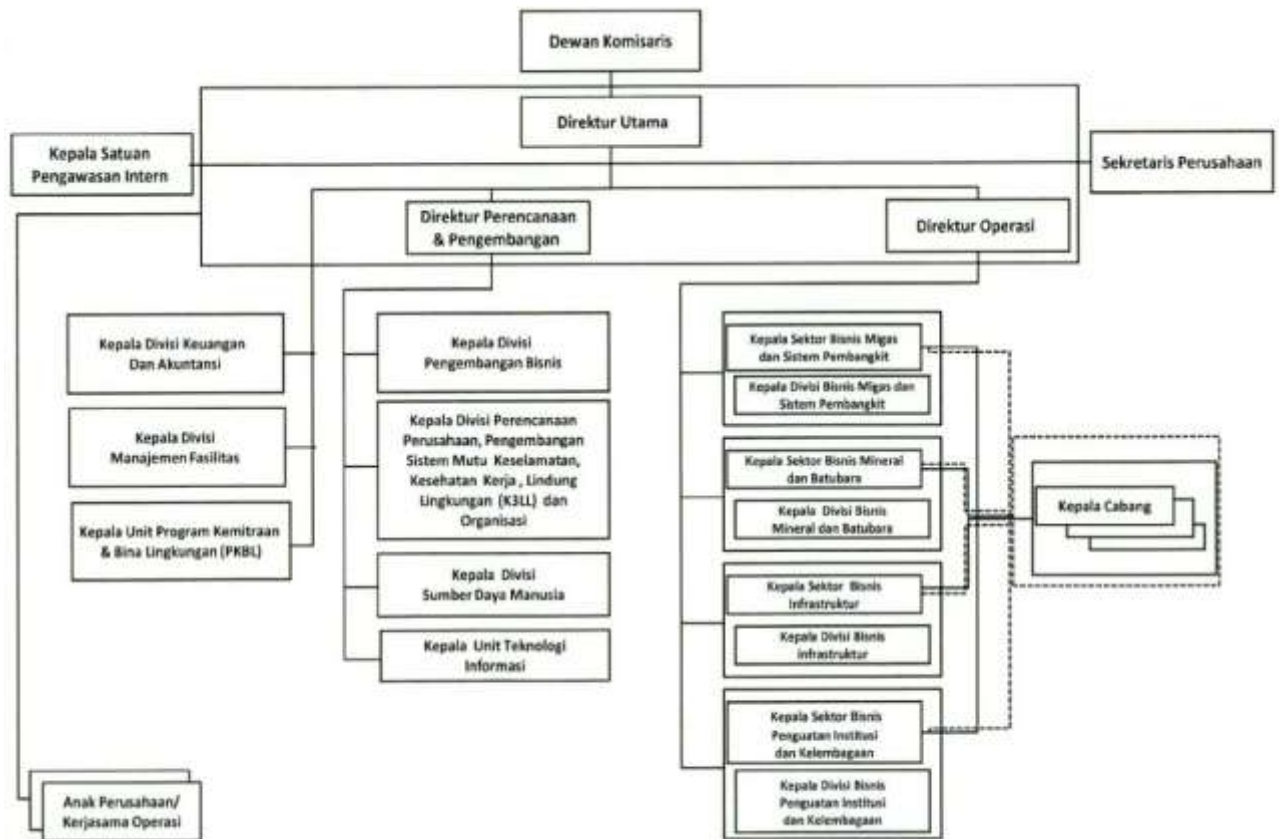 Dewan Komisaris
Direktur Utama
Kepala Satuan
Pengawasan Intern
Sekretaris Perusahaan
Direktur Perencanaan
& Pengembangan
Direktur Operasi
Kepala Divisi Keuangan
Dan Akuntansi
Kepala Divisi
Manajemen Fasilitas
Kepala Unit Program Kemitraan
& Bina Lingkungan (PKBL)
Kepala Divisi
Pengembangan Bisnis
Kepala Divisi Perencanaan
Perusahaan, Pengembangan
Sistem Mutu Keselamatan,
Kesehatan Kerja , Lindung
Lingkungan (K3LL) dan
Organisasi
Kepala Divisi
Sumber Daya Manusia
Kepala Unit Teknologi
Informasi
Kepala Sektor Bisnis Migas
dan Sistem Pembangkit
Kepala Divisi Bisnis Migas dan
Sistem Pembangkit
Kepala Sektor Bisnis Mineral
dan Batubara
Kepala Divisi Bisnis
Mineral dan Batubara
Kepala Sektor Bisnis
Infrastruktur
Kepala Divisi Bisnis
Infrastruktur
Kepala Sektor Bisnis
Penguatan Institusi
dan Kelembagaan
Kepala Divisi Bisnis
Penguatan Institusi
dan Kelembagaan
Kepala Cabang
Anak Perusahaan/
Kerjasama Operasi